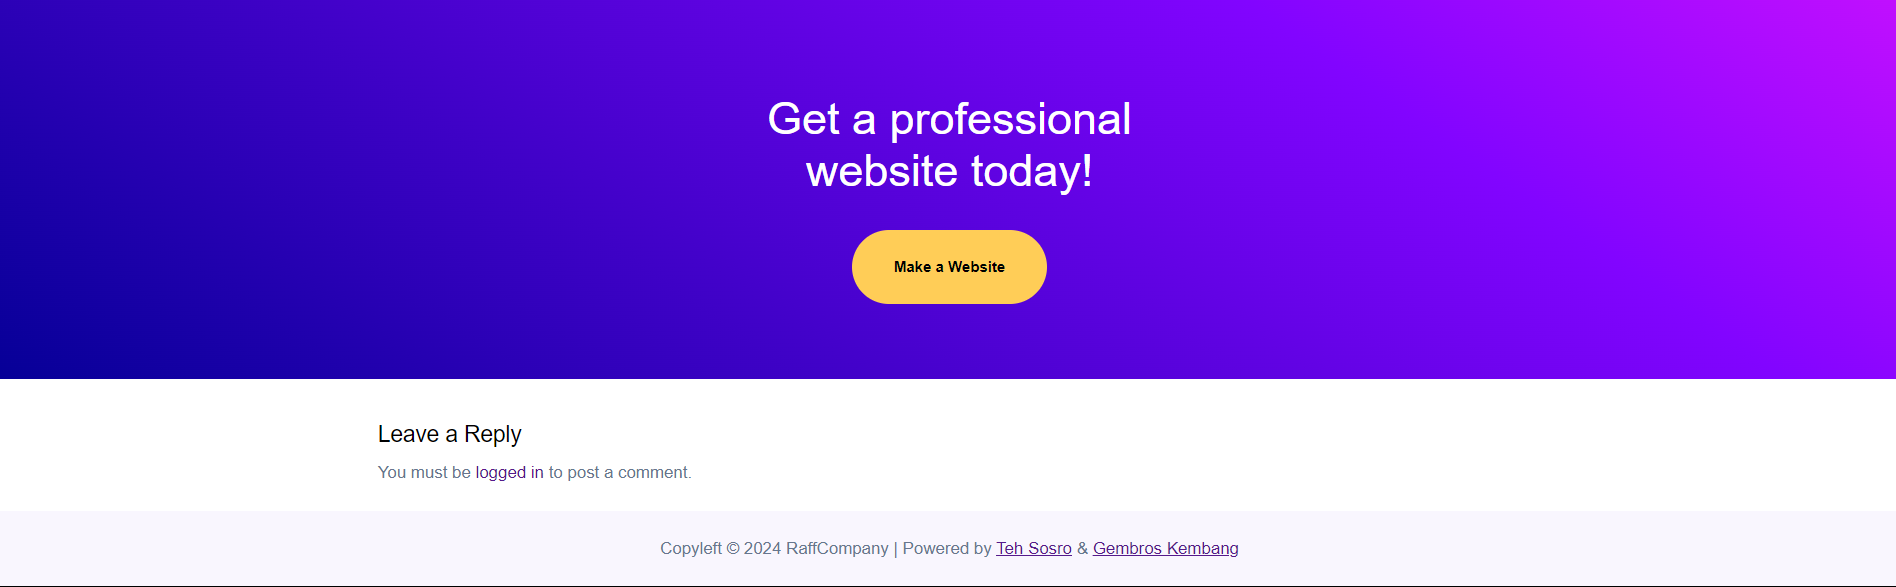 Get a professional
website today!
Make a Website
Leave a Reply
You must be logged in to post a comment.
Copyleft © 2024 RaffCompany | Powered by Teh Sosro & Gembros Kembang